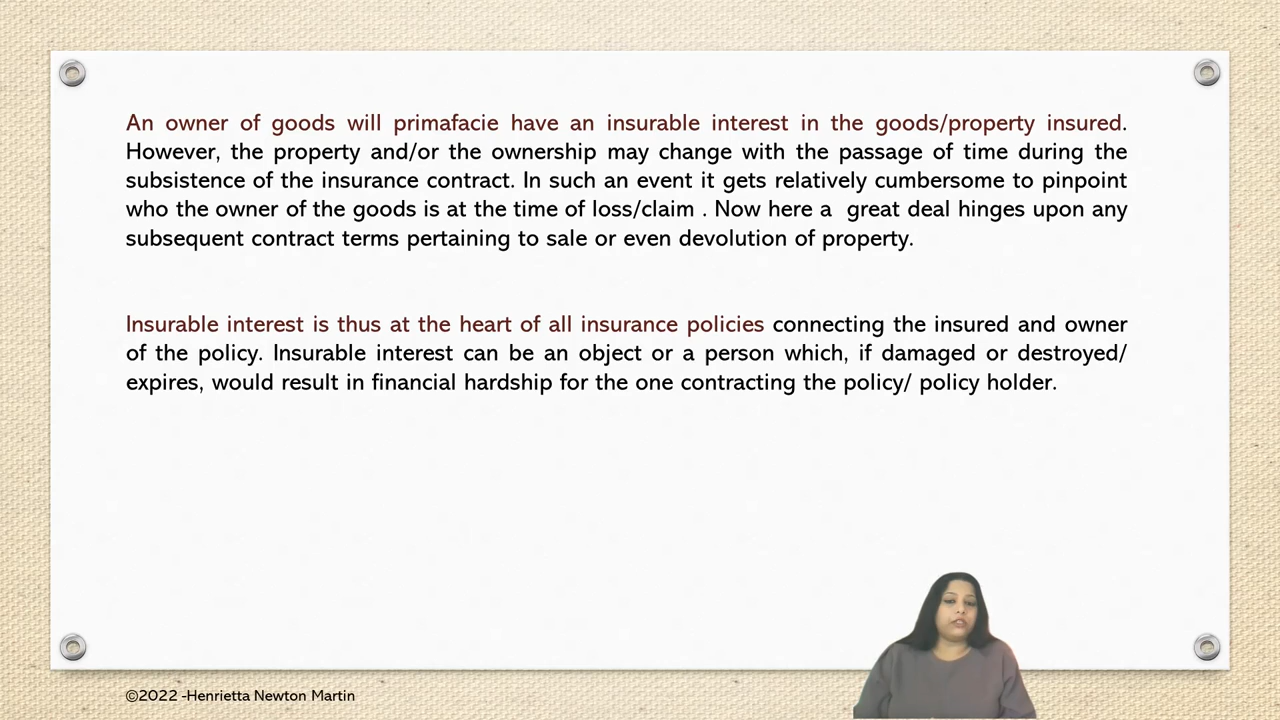 An owner of goods will primafacie have an insurable interest in the goods/property insured.
However, the property and/or the ownership may change with the passage of time during the
subsistence of the insurance contract. In such an event it gets relatively cumbersome to pinpoint
who the owner of the goods is at the time of loss/claim . Now here a  great deal hinges upon any
subsequent contract terms pertaining to sale or even devolution of property.
Insurable interest is thus at the heart of all insurance policies connecting the insured and owner
of the policy. Insurable interest can be an object or a person which, if damaged or destroyed/
expires, would result in financial hardship for the one contracting the policy/ policy holder.
©2022 -Henrietta Newton Martin